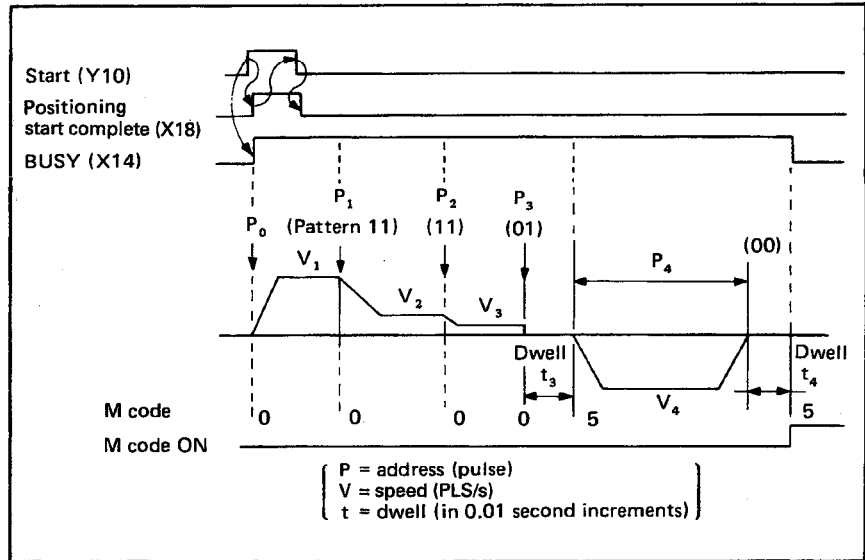 Start (Y10)
Positioning
start complete (X18)
BUSY (X14)
P₀
P₁
(Pattern 11)
P₂
(11)
P₃
(01)
P₄
(00)
V₁
V₂
V₃
Dwell
t₃
V₄
Dwell
t₄
M code
0 0 0 0 5 5
M code ON
P = address (pulse)
V = speed (PLS/s)
t = dwell (in 0.01 second increments)